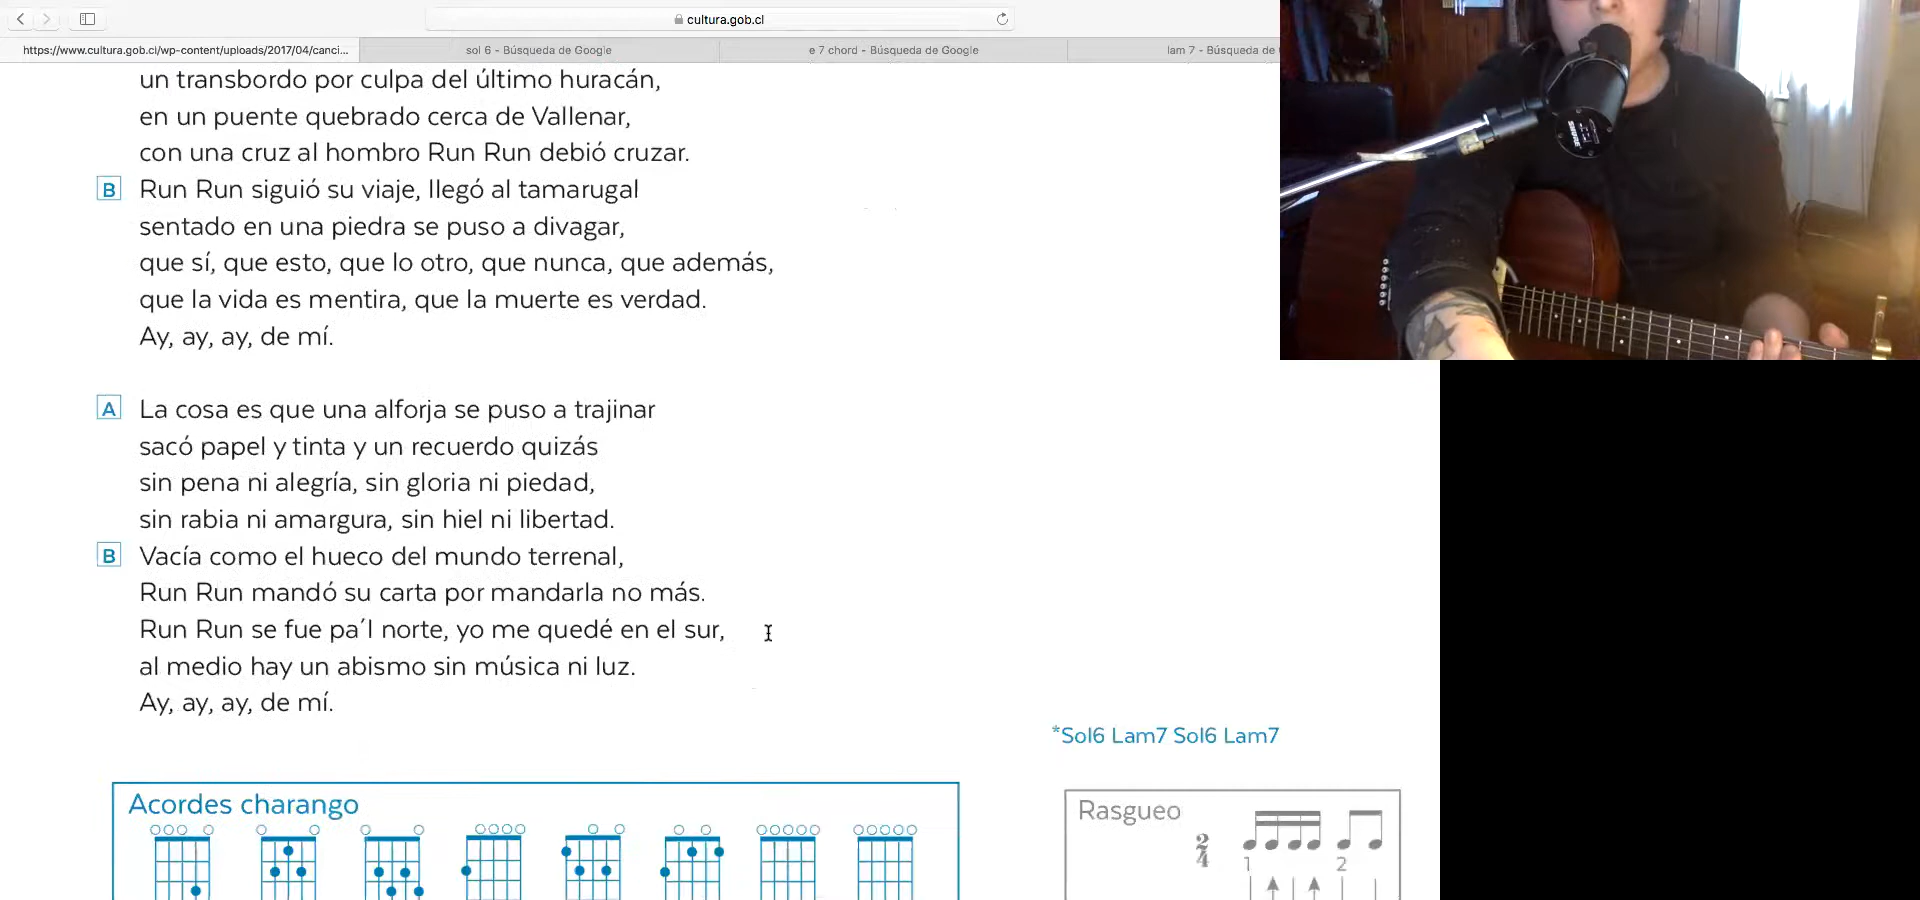 cultura.gob.cl
https://www.cultura.gob.cl/wp-content/uploads/2017/04/canci...
sol 6 - Búsqueda de Google
e 7 chord - Búsqueda de Google
lam 7 - Búsqueda de
un transbordo por culpa del último huracán,
en un puente quebrado cerca de Vallenar,
con una cruz al hombro Run Run debió cruzar.
B Run Run siguió su viaje, llegó al tamarugal
sentado en una piedra se puso a divagar,
que sí, que esto, que lo otro, que nunca, que además,
que la vida es mentira, que la muerte es verdad.
Ay, ay, ay, de mí.
A La cosa es que una alforja se puso a trajinar
sacó papel y tinta y un recuerdo quizás
sin pena ni alegría, sin gloria ni piedad,
sin rabia ni amargura, sin hiel ni libertad.
B Vacía como el hueco del mundo terrenal,
Run Run mandó su carta por mandarla no más.
Run Run se fue pa´l norte, yo me quedé en el sur,
al medio hay un abismo sin música ni luz.
Ay, ay, ay, de mí.
*Sol6 Lam7 Sol6 Lam7
Acordes charango
Rasgueo
2
4
1 2
SHURE